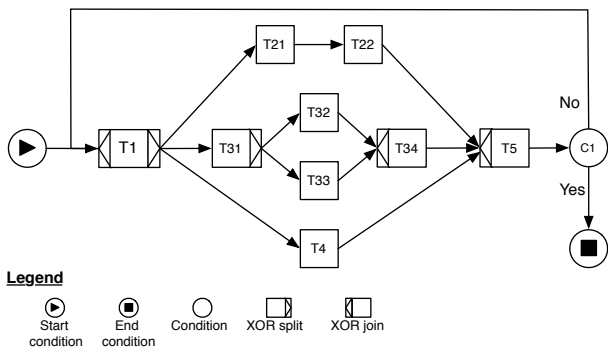 T21
T22
No
T32
T1
T31
T34
T5
C1
T33
Yes
T4
Legend
Start
condition
End
condition
Condition
XOR split
XOR join